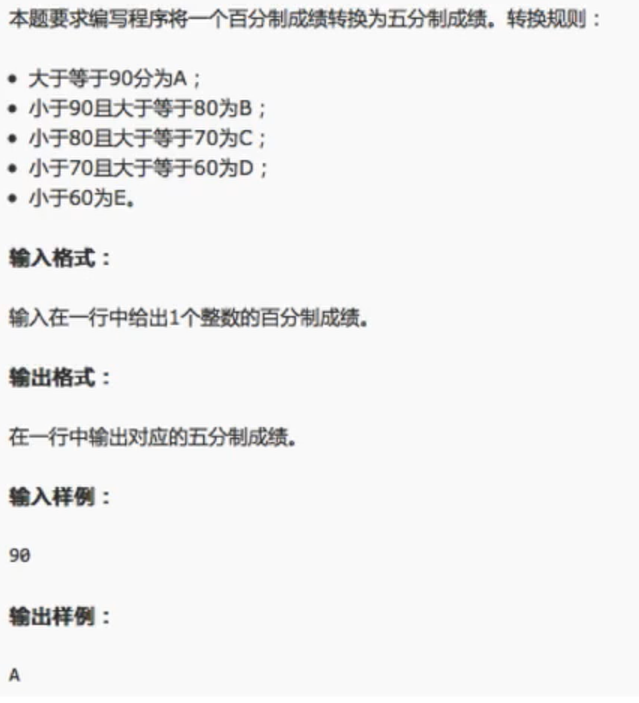 本题要求编写程序将一个百分制成绩转换为五分制成绩。转换规则：
• 大于等于90分为A；
• 小于90且大于等于80为B；
• 小于80且大于等于70为C；
• 小于70且大于等于60为D；
• 小于60为E。
输入格式：
输入在一行中给出1个整数的百分制成绩。
输出格式：
在一行中输出对应的五分制成绩。
输入样例：
90
输出样例：
A